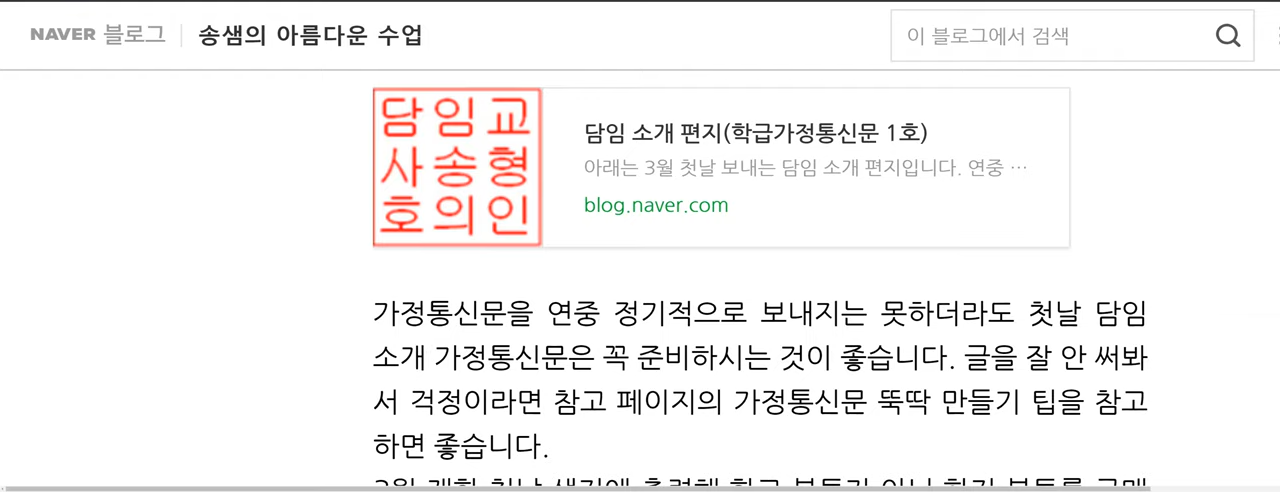 NAVER 블로그 송샘의 아름다운 수업
이 블로그에서 검색
담임교
사송형
호의인
담임 소개 편지(학급가정통신문 1호)
아래는 3월 첫날 보내는 담임 소개 편지입니다. 연중 ···
blog.naver.com
가정통신문을 연중 정기적으로 보내지는 못하더라도 첫날 담임
소개 가정통신문은 꼭 준비하시는 것이 좋습니다. 글을 잘 안 써봐
서 걱정이라면 참고 페이지의 가정통신문 뚝딱 만들기 팁을 참고
하면 좋습니다.